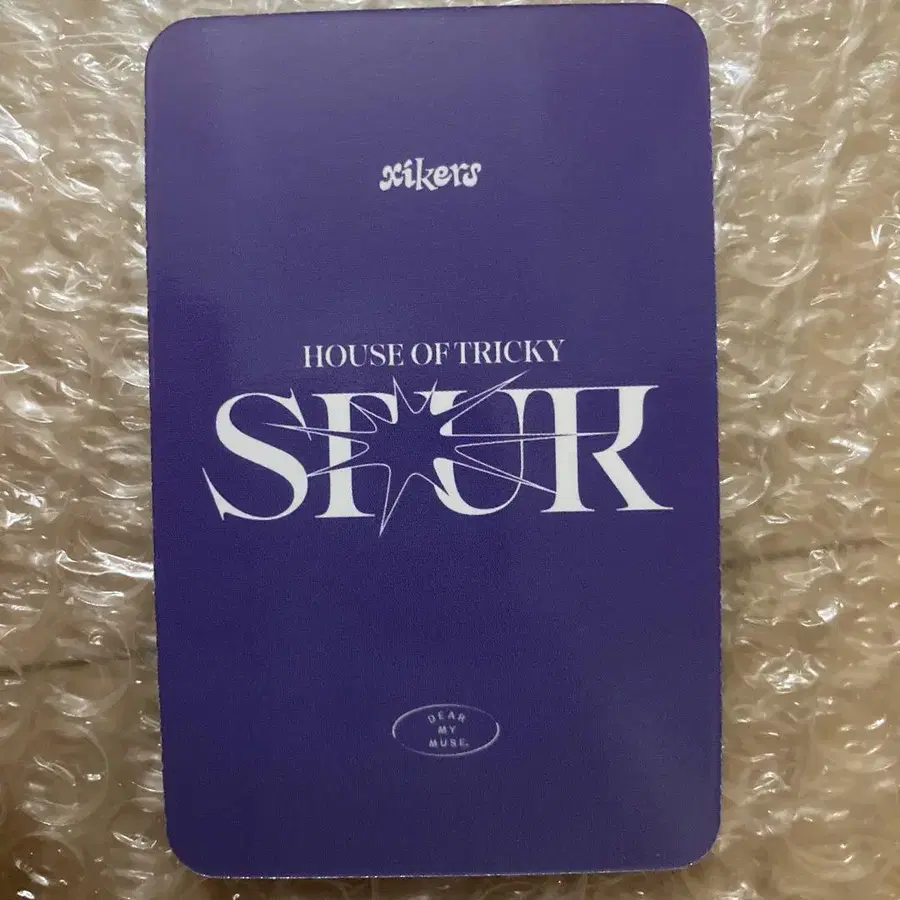 xikers
HOUSE OF TRICKY
SPUR
DEAR
MY
MUSE.